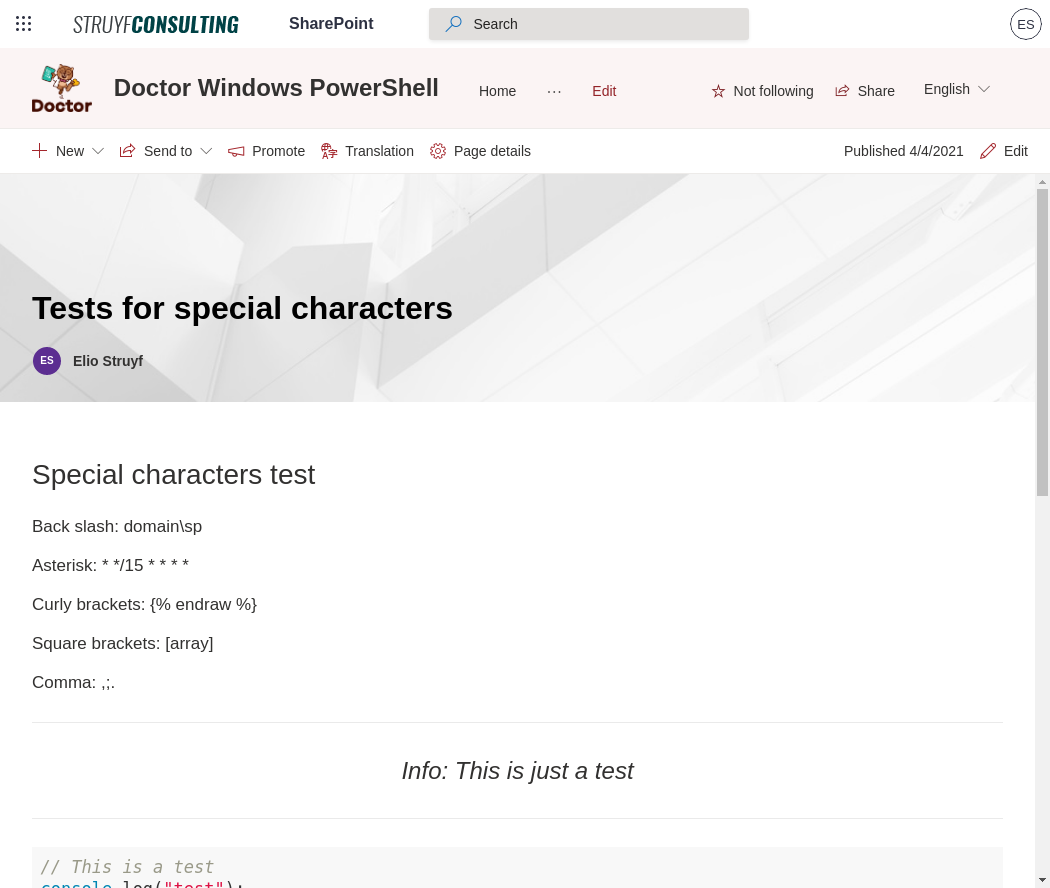 STRUYFCONSULTING SharePoint Search ES
Doctor Doctor Windows PowerShell Home ... Edit Not following Share English
New Send to Promote Translation Page details Published 4/4/2021 Edit
Tests for special characters
ES Elio Struyf
Special characters test
Back slash: domain\sp
Asterisk: * */15 * * * *
Curly brackets: {% endraw %}
Square brackets: [array]
Comma: ,;.
Info: This is just a test
// This is a test
console.log("test");